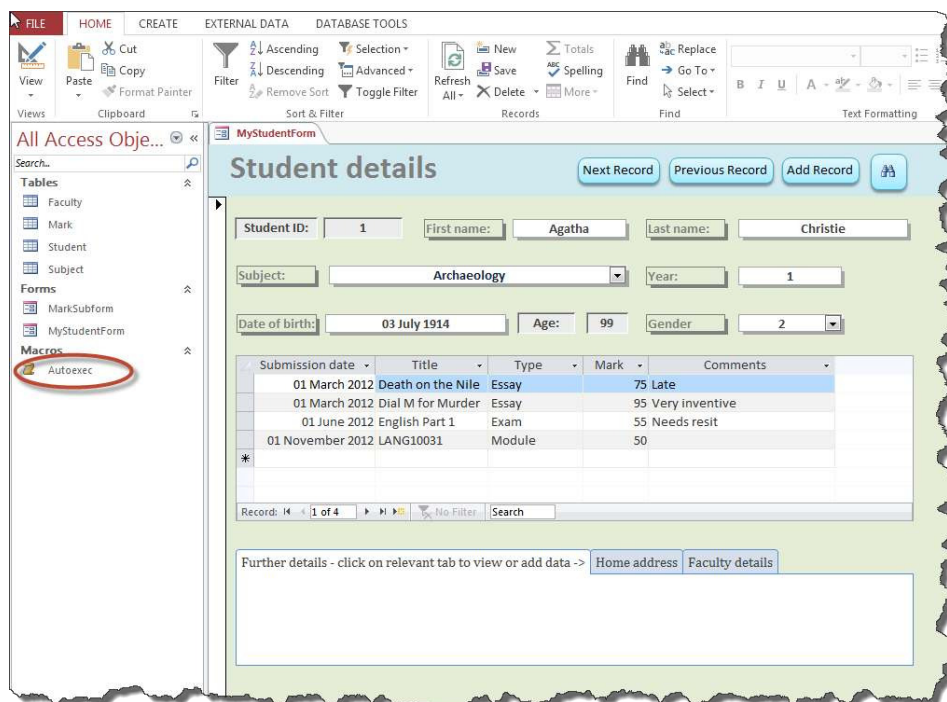 FILE HOME CREATE EXTERNAL DATA DATABASE TOOLS
View
Views
Paste
Cut
Copy
Format Painter
Clipboard
Filter
Ascending
Descending
Remove Sort
Selection
Advanced
Toggle Filter
Sort & Filter
Refresh
All
New
Save
Delete
Totals
Spelling
More
Records
Find
Replace
Go To
Select
Find
B I U A
Text Formatting
All Access Obje...
Search..
Tables
Faculty
Mark
Student
Subject
Forms
MarkSubform
MyStudentForm
Macros
Autoexec
MyStudentForm
Student details
Next Record Previous Record Add Record
Student ID: 1 First name: Agatha Last name: Christie
Subject: Archaeology Year: 1
Date of birth: 03 July 1914 Age: 99 Gender 2
Submission date Title Type Mark Comments
01 March 2012 Death on the Nile Essay 75 Late
01 March 2012 Dial M for Murder Essay 95 Very inventive
01 June 2012 English Part 1 Exam 55 Needs resit
01 November 2012 LANG10031 Module 50
Record: 1 of 4 No Filter Search
Further details - click on relevant tab to view or add data -> Home address Faculty details